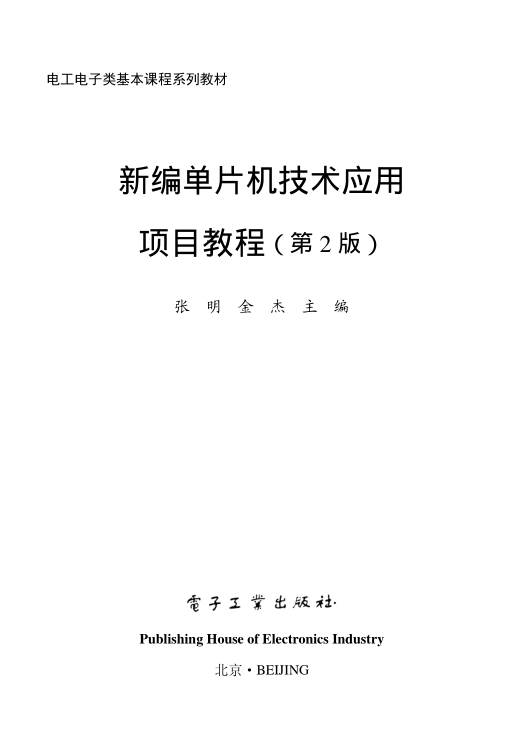 电工电子类基本课程系列教材
新编单片机技术应用
项目教程（第 2 版）
张 明 金 杰 主 编
電子工業出版社.
Publishing House of Electronics Industry
北京·BEIJING